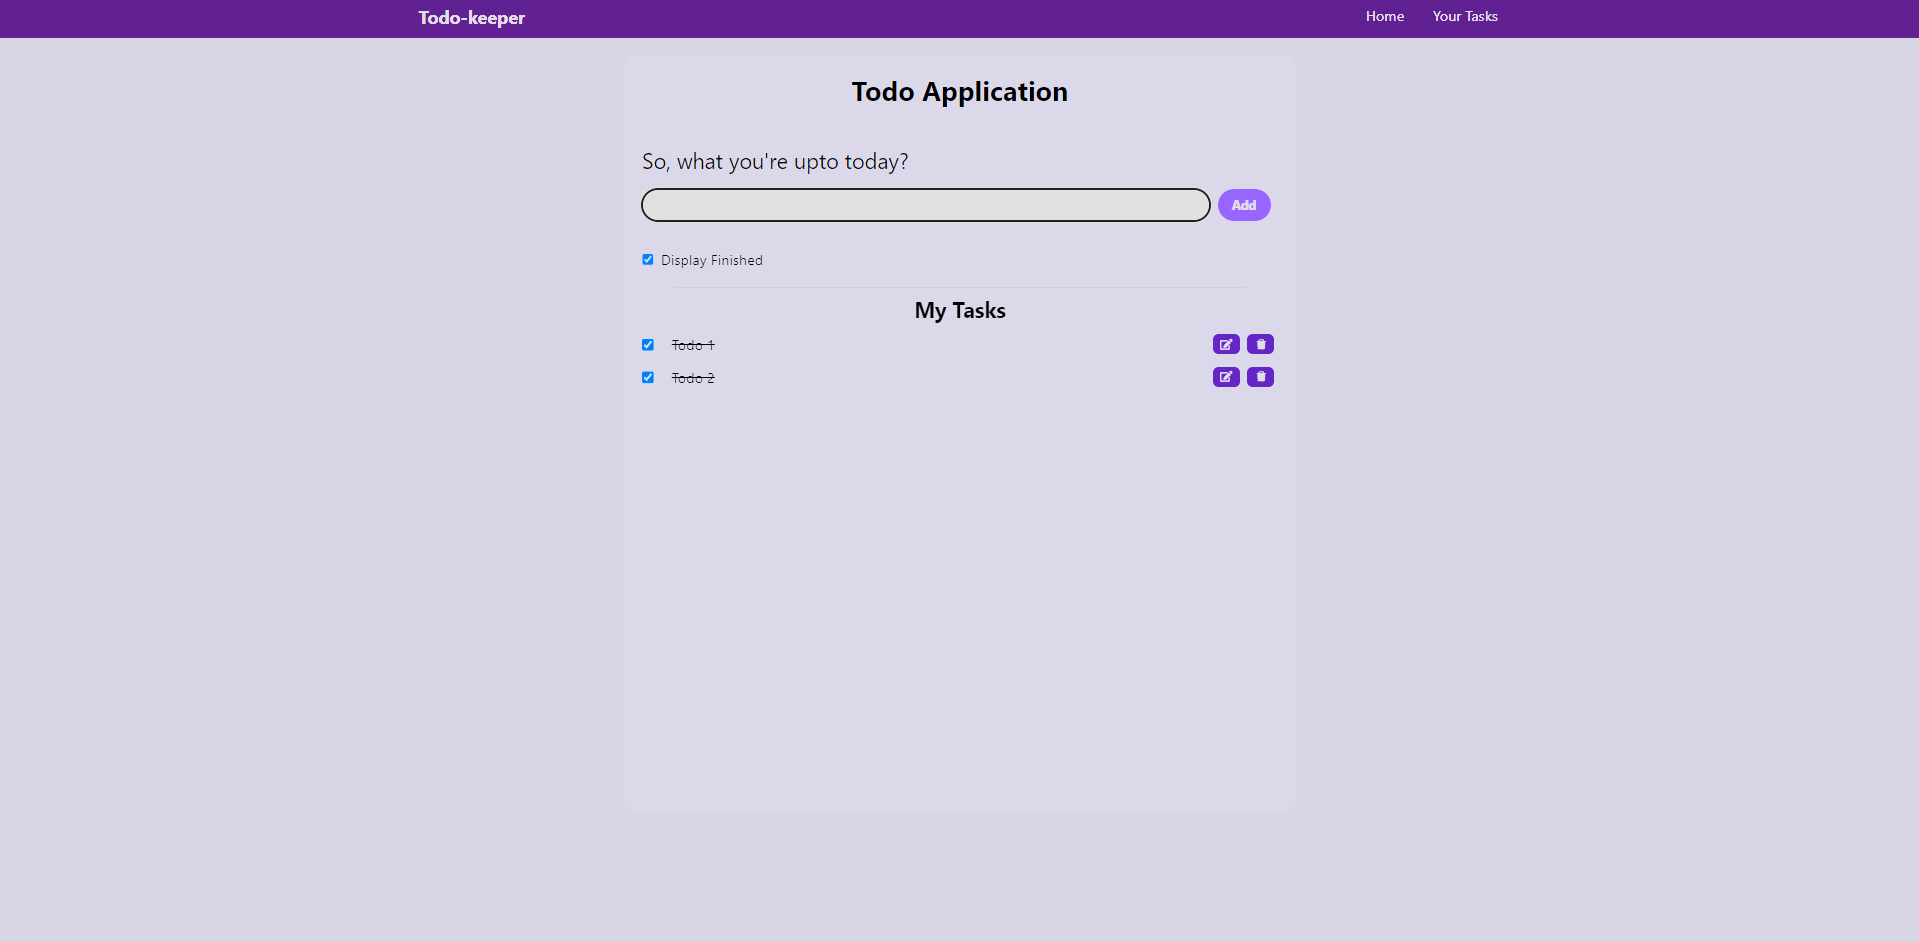 Todo-keeper
Home
Your Tasks
Todo Application
So, what you're upto today?
Add
Display Finished
My Tasks
Todo 1
Todo 2